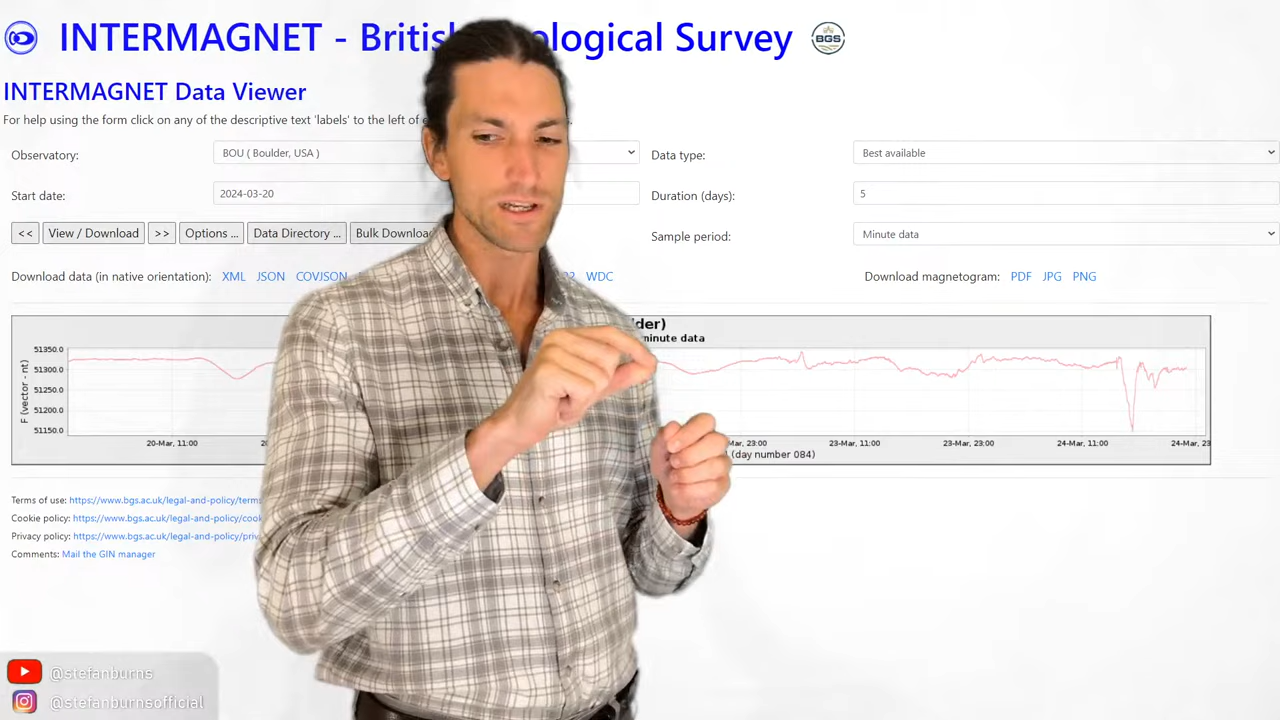 INTERMAGNET - Britis ological Survey BGS
INTERMAGNET Data Viewer
For help using the form click on any of the descriptive text 'labels' to the left of
Observatory: BOU ( Boulder, USA ) Data type: Best available
Start date: 2024-03-20 Duration (days): 5
<< View / Download >> Options ... Data Directory ... Bulk Download Sample period: Minute data
Download data (in native orientation): XML JSON COVJSON WDC Download magnetogram: PDF JPG PNG
lder)
minute data
F (vector - nt)
51350.0
51300.0
51250.0
51200.0
51150.0
20-Mar, 11:00 Mar, 23:00 23-Mar, 11:00 23-Mar, 23:00 24-Mar, 11:00 24-Mar, 23
(day number 084)
Terms of use: https://www.bgs.ac.uk/legal-and-policy/terms
Cookie policy: https://www.bgs.ac.uk/legal-and-policy/cook
Privacy policy: https://www.bgs.ac.uk/legal-and-policy/priv
Comments: Mail the GIN manager
@stefanburns
@stefanburnsofficial